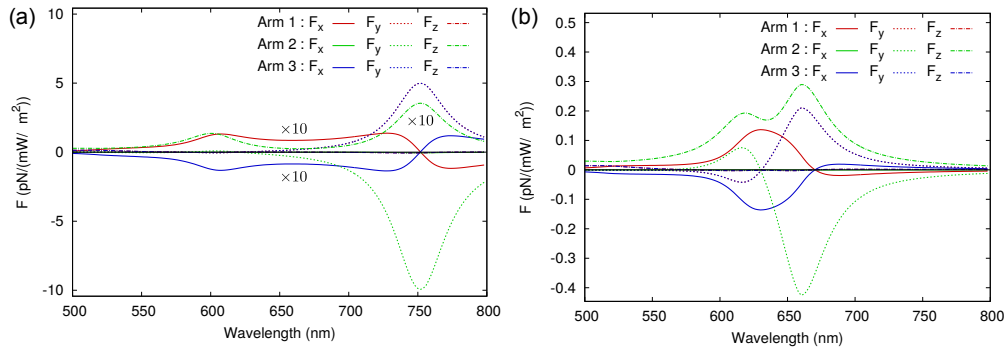 (a)
Arm 1 : Fx Fy Fz
Arm 2 : Fx Fy Fz
Arm 3 : Fx Fy Fz
×10
×10
×10
F (pN/(mW/ m²))
10
5
0
-5
-10
500 550 600 650 700 750 800
Wavelength (nm)
(b)
Arm 1 : Fx Fy Fz
Arm 2 : Fx Fy Fz
Arm 3 : Fx Fy Fz
F (pN/(mW/ m²))
0.5
0.4
0.3
0.2
0.1
0
-0.1
-0.2
-0.3
-0.4
500 550 600 650 700 750 800
Wavelength (nm)